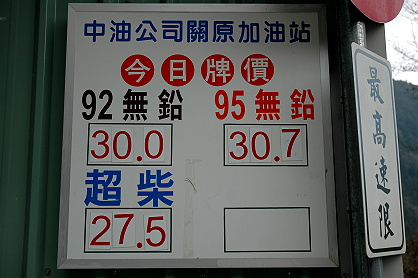 中油公司關原加油站
今日牌價
92無鉛 95無鉛
30.0 30.7
超柴
27.5
最高速限